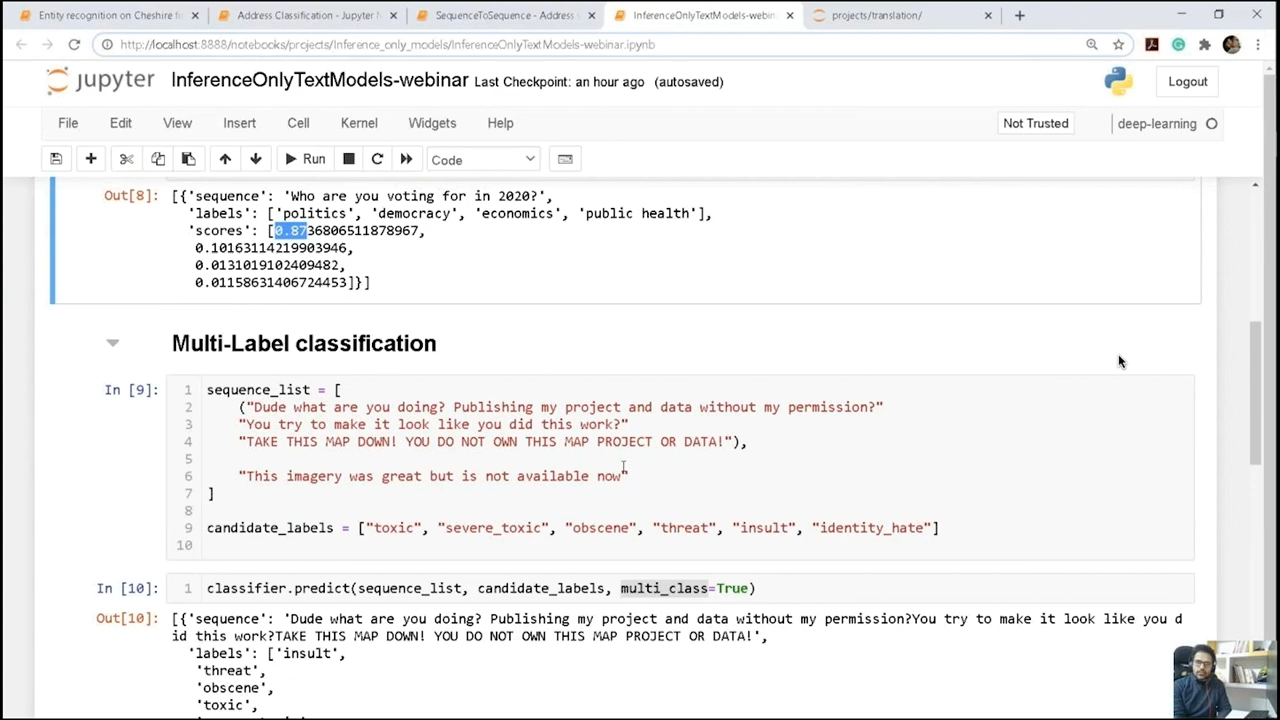 Entity recognition on Cheshire f
Address Classification - Jupyter N
SequenceToSequence - Address
InferenceOnlyTextModels-webin
projects/translation/
http://localhost:8888/notebooks/projects/Inference_only_models/InferenceOnlyTextModels-webinar.ipynb
jupyter InferenceOnlyTextModels-webinar Last Checkpoint: an hour ago (autosaved)
Logout
File Edit View Insert Cell Kernel Widgets Help
Not Trusted
deep-learning
Run
Code
Out[8]: [{'sequence': 'Who are you voting for in 2020?',
'labels': ['politics', 'democracy', 'economics', 'public health'],
'scores': [0.8736806511878967,
0.10163114219903946,
0.0131019102409482,
0.01158631406724453]}]
Multi-Label classification
In [9]: 1 sequence_list = [
2 ("Dude what are you doing? Publishing my project and data without my permission?"
3 "You try to make it look like you did this work?"
4 "TAKE THIS MAP DOWN! YOU DO NOT OWN THIS MAP PROJECT OR DATA!"),
5
6 "This imagery was great but is not available now"
7 ]
8
9 candidate_labels = ["toxic", "severe_toxic", "obscene", "threat", "insult", "identity_hate"]
10
In [10]: 1 classifier.predict(sequence_list, candidate_labels, multi_class=True)
Out[10]: [{'sequence': 'Dude what are you doing? Publishing my project and data without my permission?You try to make it look like you d
id this work?TAKE THIS MAP DOWN! YOU DO NOT OWN THIS MAP PROJECT OR DATA!',
'labels': ['insult',
'threat',
'obscene',
'toxic',